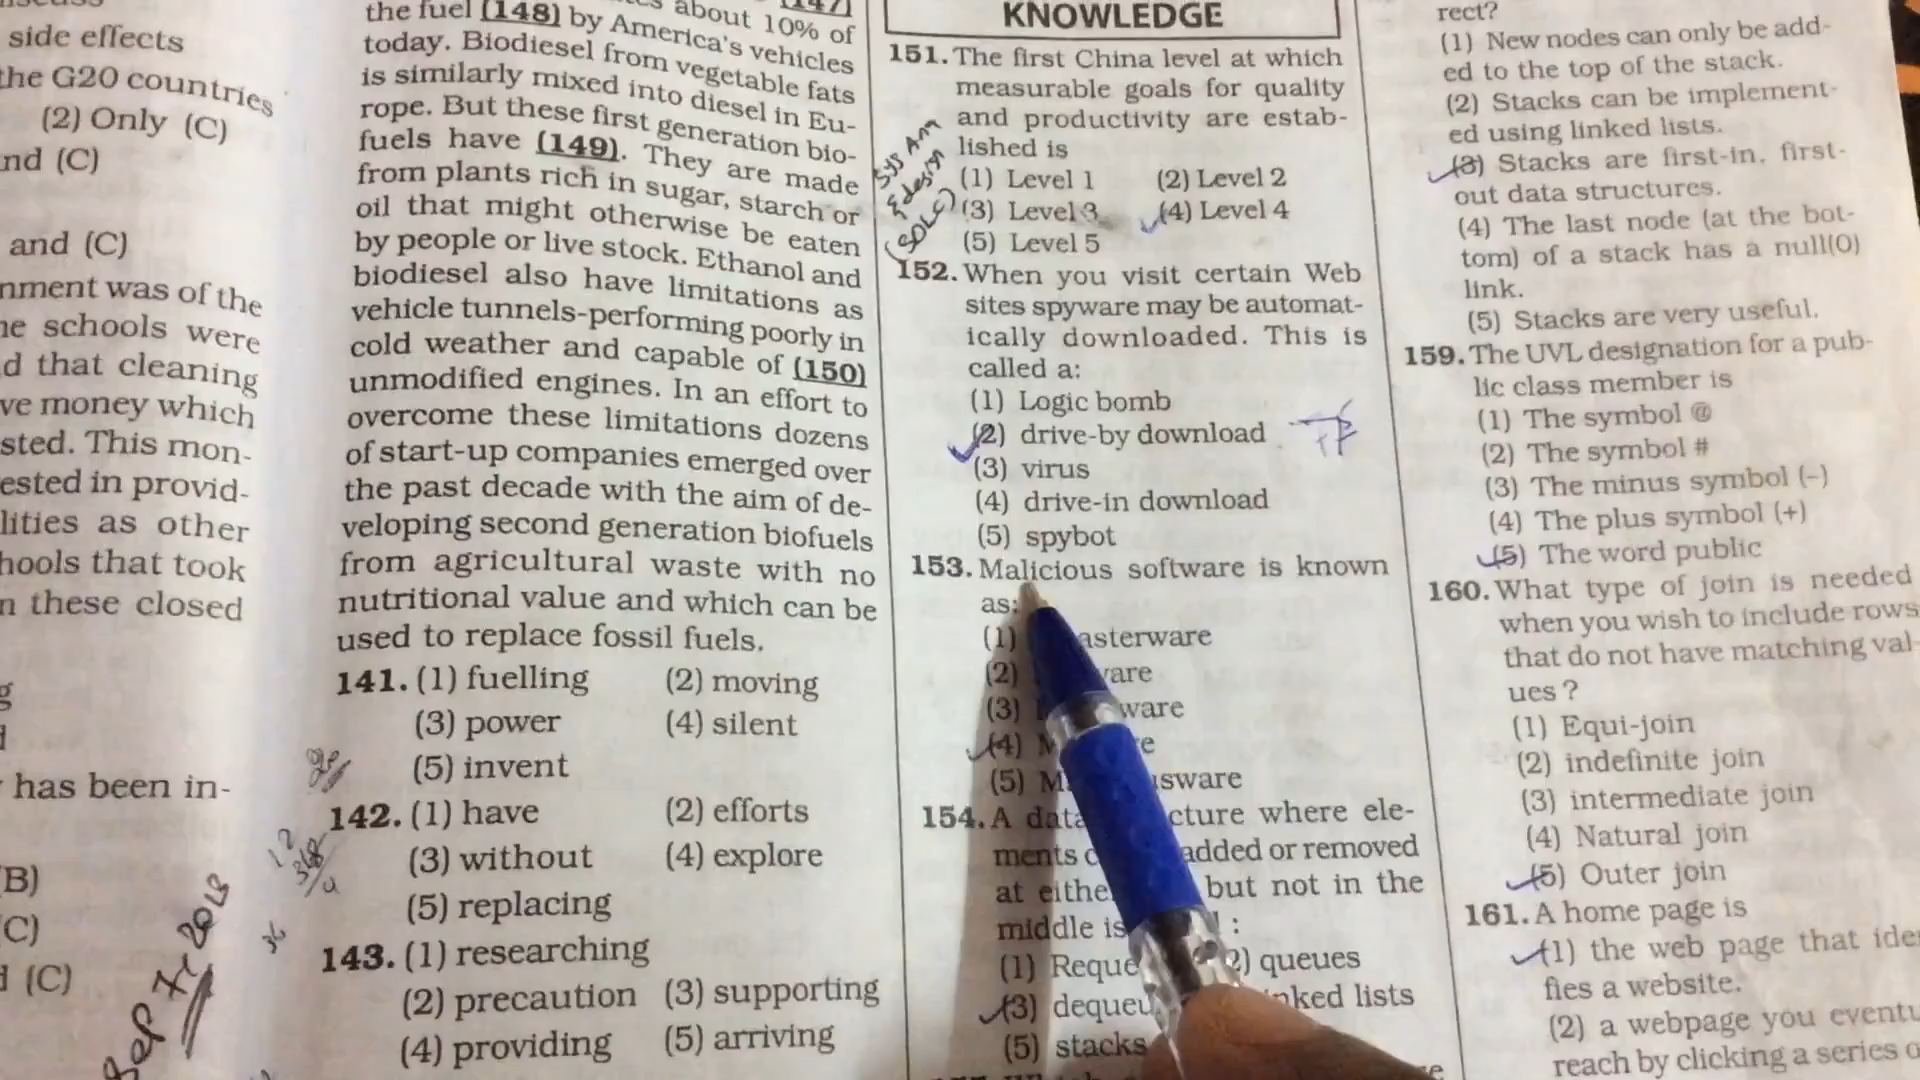 side effects
the G20 countries
(2) Only (C)
nd (C)
and (C)
nment was of the
ne schools were
d that cleaning
ve money which
sted. This mon-
ested in provid-
lities as other
hools that took
n these closed
g
has been in-
(B)
(C)
(C)
the fuel (148) by America's vehicles
about 10% of
today. Biodiesel from vegetable fats
is similarly mixed into diesel in Eu-
rope. But these first generation bio-
fuels have (149). They are made
from plants rich in sugar, starch or
oil that might otherwise be eaten
by people or live stock. Ethanol and
biodiesel also have limitations as
vehicle tunnels-performing poorly in
cold weather and capable of (150)
unmodified engines. In an effort to
overcome these limitations dozens
of start-up companies emerged over
the past decade with the aim of de-
veloping second generation biofuels
from agricultural waste with no
nutritional value and which can be
used to replace fossil fuels.
141. (1) fuelling (2) moving
(3) power (4) silent
(5) invent
142. (1) have (2) efforts
(3) without (4) explore
(5) replacing
143. (1) researching
(2) precaution (3) supporting
(4) providing (5) arriving
KNOWLEDGE
151. The first China level at which
measurable goals for quality
and productivity are estab-
lished is
(1) Level 1 (2) Level 2
(3) Level 3 (4) Level 4
(5) Level 5
152. When you visit certain Web
sites spyware may be automat-
ically downloaded. This is
called a:
(1) Logic bomb
(2) drive-by download
(3) virus
(4) drive-in download
(5) spybot
153. Malicious software is known
as:
(1) asterware
(2) ware
(3) ware
(4) M e
(5) M sware
154. A data cture where ele-
ments c added or removed
at eithe but not in the
middle is :
(1) Reque 2) queues
(3) dequeu nked lists
(5) stacks
rect?
(1) New nodes can only be add-
ed to the top of the stack.
(2) Stacks can be implement-
ed using linked lists.
(3) Stacks are first-in, first-
out data structures.
(4) The last node (at the bot-
tom) of a stack has a null(0)
link.
(5) Stacks are very useful.
159. The UVL designation for a pub-
lic class member is
(1) The symbol @
(2) The symbol #
(3) The minus symbol (–)
(4) The plus symbol (+)
(5) The word public
160. What type of join is needed
when you wish to include rows
that do not have matching val-
ues ?
(1) Equi-join
(2) indefinite join
(3) intermediate join
(4) Natural join
(5) Outer join
161. A home page is
(1) the web page that iden
fies a website.
(2) a webpage you eventu
reach by clicking a series o